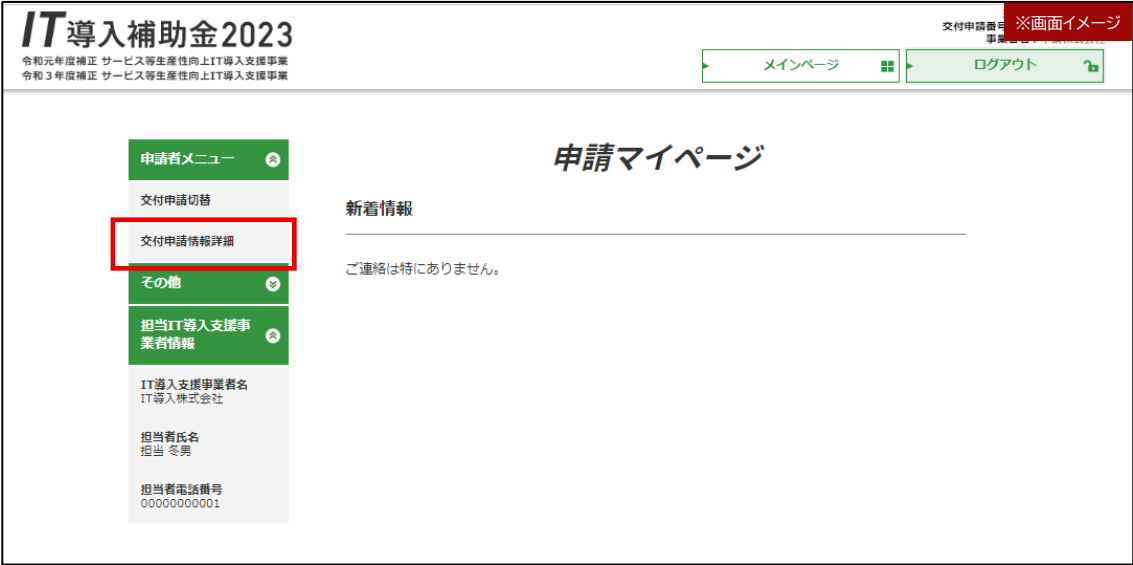 IT導入補助金2023
令和元年度補正 サービス等生産性向上IT導入支援事業
令和3年度補正 サービス等生産性向上IT導入支援事業
交付申請番号
※画面イメージ
メインページ
ログアウト
申請者メニュー
交付申請切替
交付申請情報詳細
その他
担当IT導入支援事
業者情報
IT導入支援事業者名
IT導入株式会社
担当者氏名
担当 冬男
担当者電話番号
00000000001
申請マイページ
新着情報
ご連絡は特にありません。